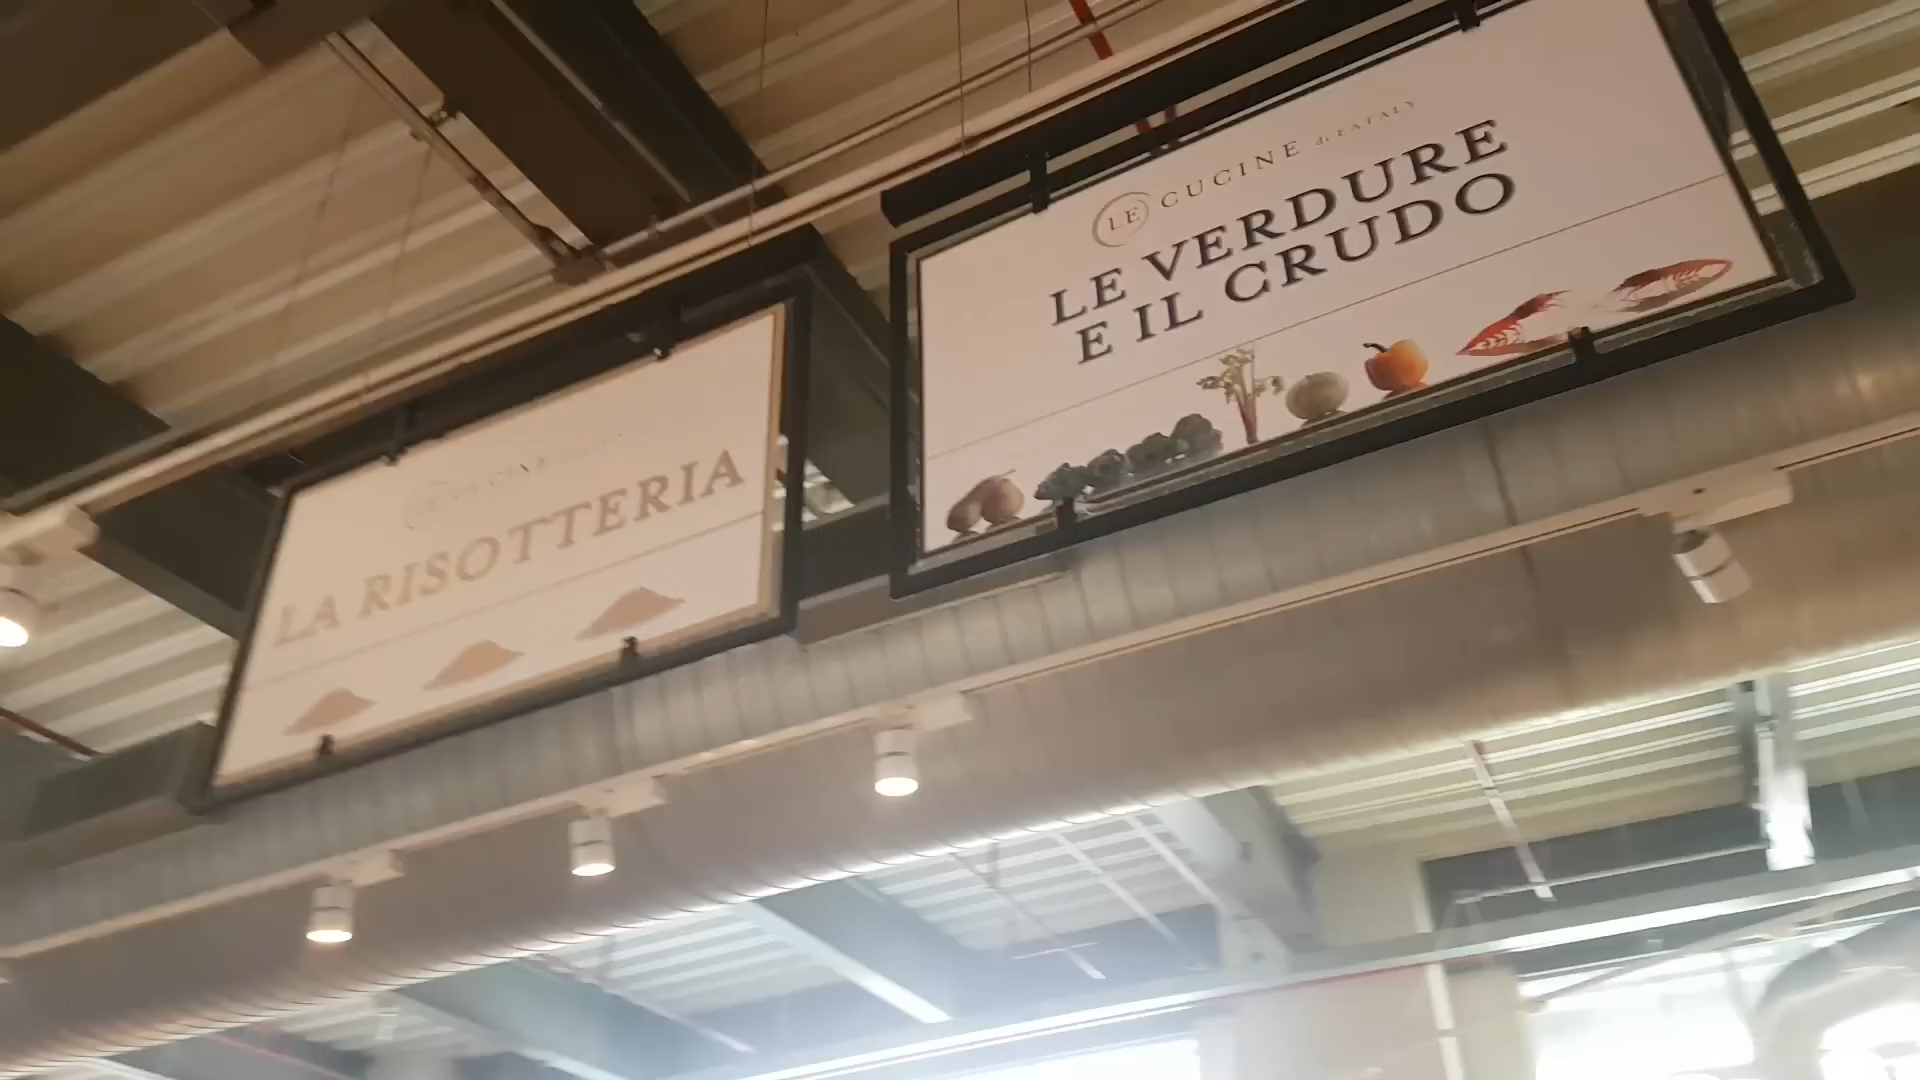 LA RISOTTERIA
LE CUCINE di EATALY
LE VERDURE
E IL CRUDO